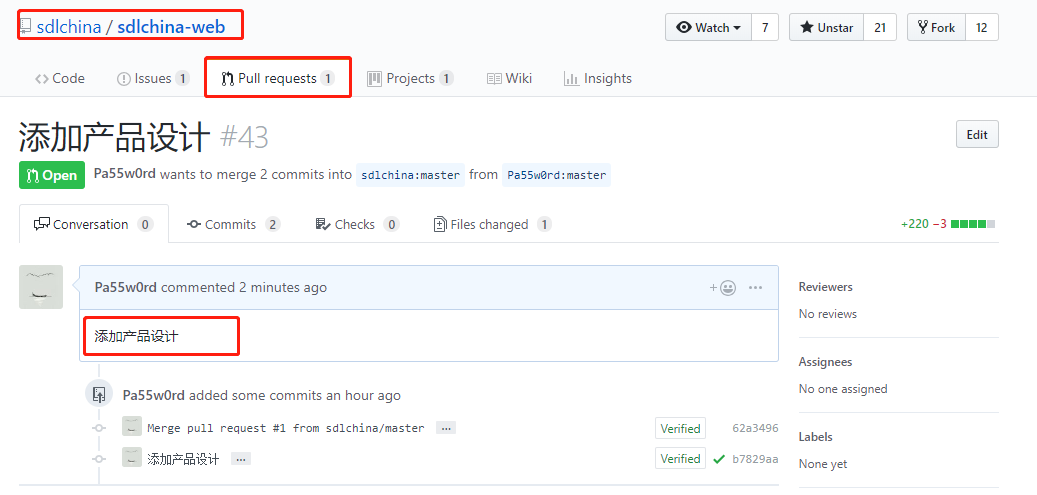 sdlchina / sdlchina-web
Watch 7 Unstar 21 Fork 12
Code Issues 1 Pull requests 1 Projects 1 Wiki Insights
添加产品设计 #43
Edit
Open Pa55w0rd wants to merge 2 commits into sdlchina:master from Pa55w0rd:master
Conversation 0 Commits 2 Checks 0 Files changed 1 +220 −3
Pa55w0rd commented 2 minutes ago
添加产品设计
Pa55w0rd added some commits an hour ago
Merge pull request #1 from sdlchina/master ... Verified 62a3496
添加产品设计 ... Verified b7829aa
Reviewers
No reviews
Assignees
No one assigned
Labels
None yet